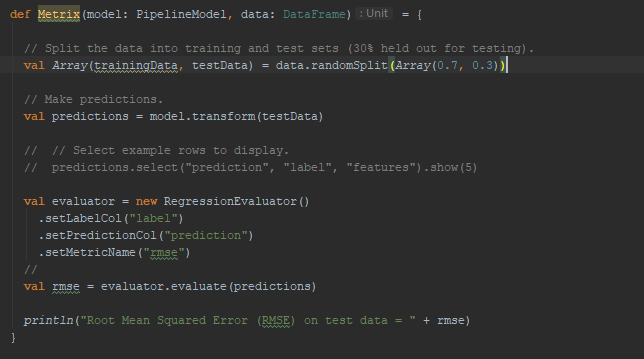 def Metrix(model: PipelineModel, data: DataFrame) : Unit = {
// Split the data into training and test sets (30% held out for testing).
val Array(trainingData, testData) = data.randomSplit(Array(0.7, 0.3))
// Make predictions.
val predictions = model.transform(testData)
//  // Select example rows to display.
//  predictions.select("prediction", "label", "features").show(5)
val evaluator = new RegressionEvaluator()
.setLabelCol("label")
.setPredictionCol("prediction")
.setMetricName("rmse")
//
val rmse = evaluator.evaluate(predictions)
println("Root Mean Squared Error (RMSE) on test data = " + rmse)
}